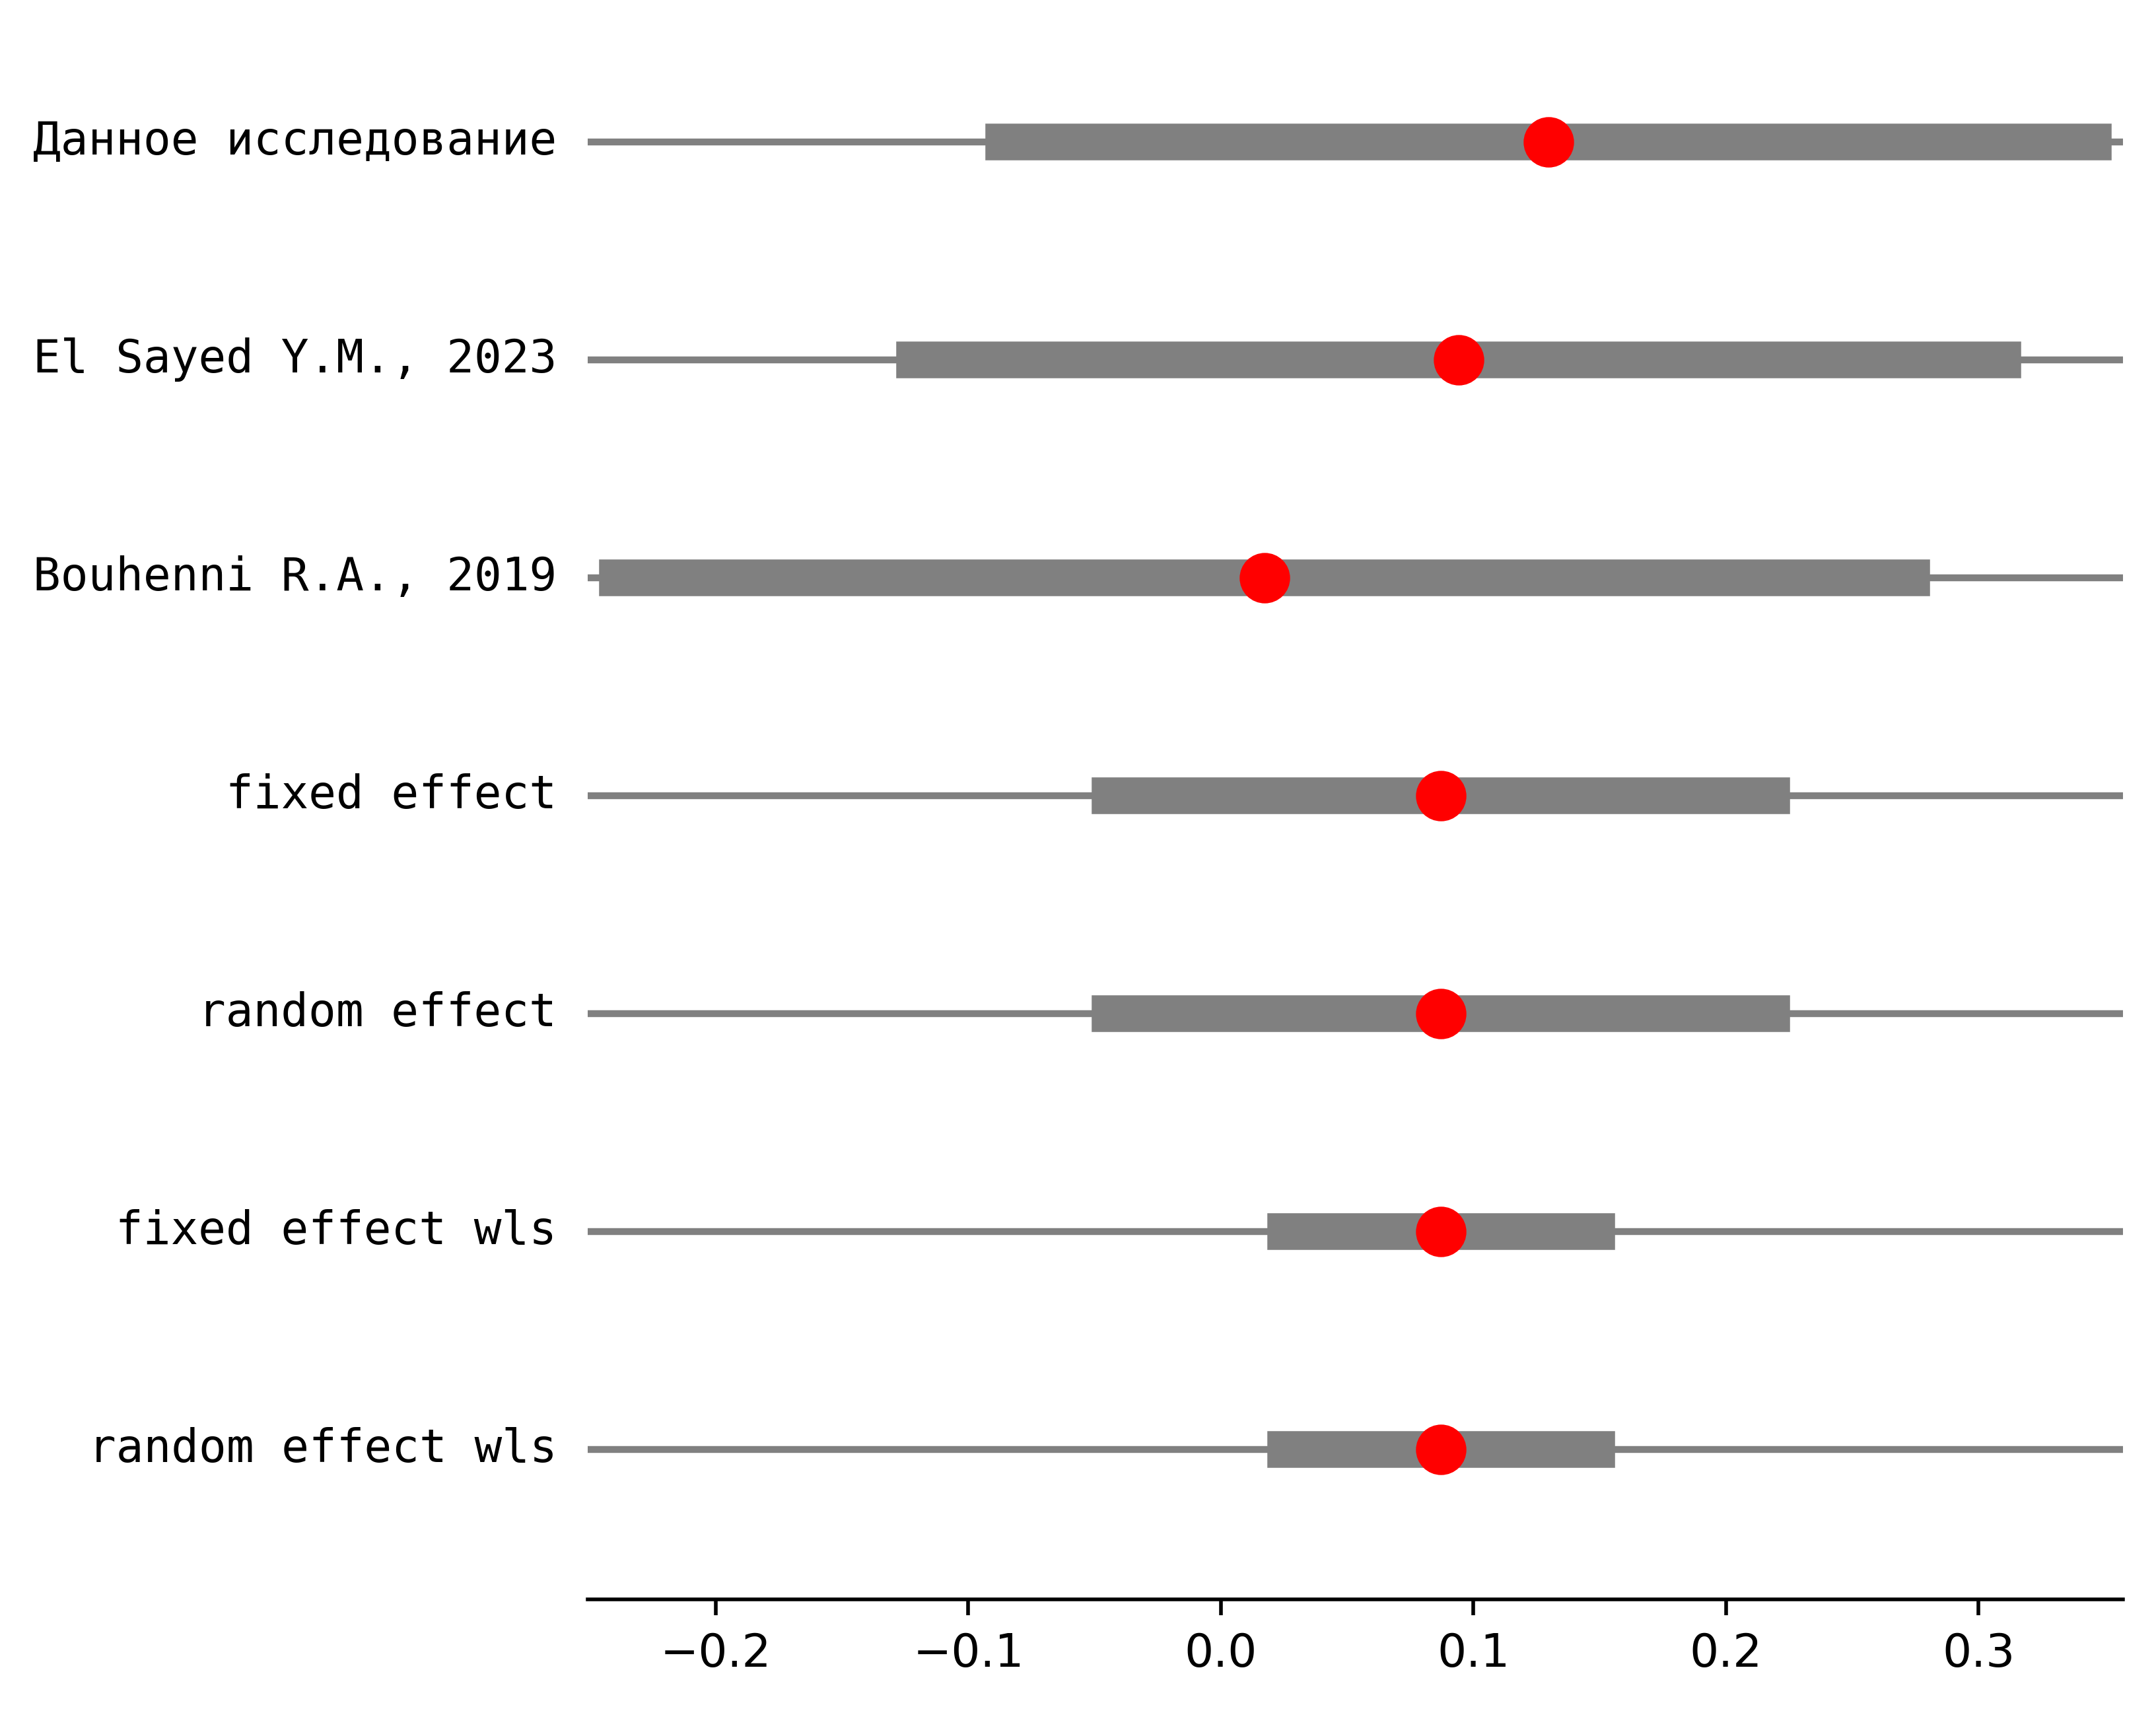 Данное исследование
El Sayed Y.M., 2023
Bouhenni R.A., 2019
fixed effect
random effect
fixed effect wls
random effect wls
−0.2 −0.1 0.0 0.1 0.2 0.3